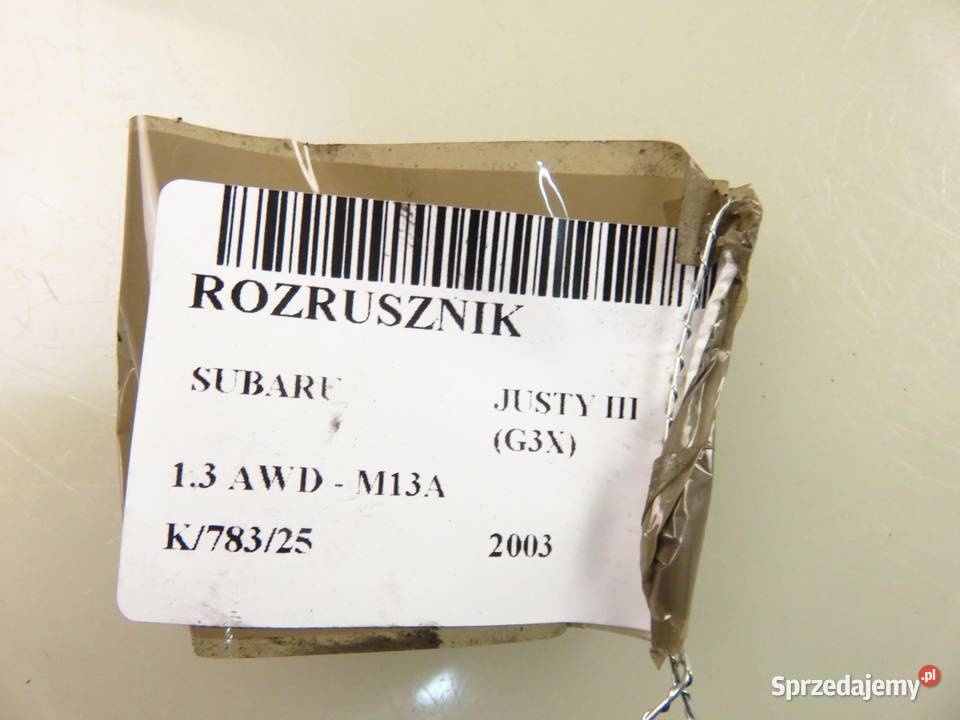 ROZRUSZNIK
SUBARU
JUSTY III
(G3X)
1.3 AWD - M13A
K/783/25
2003
Sprzedajemy.pl